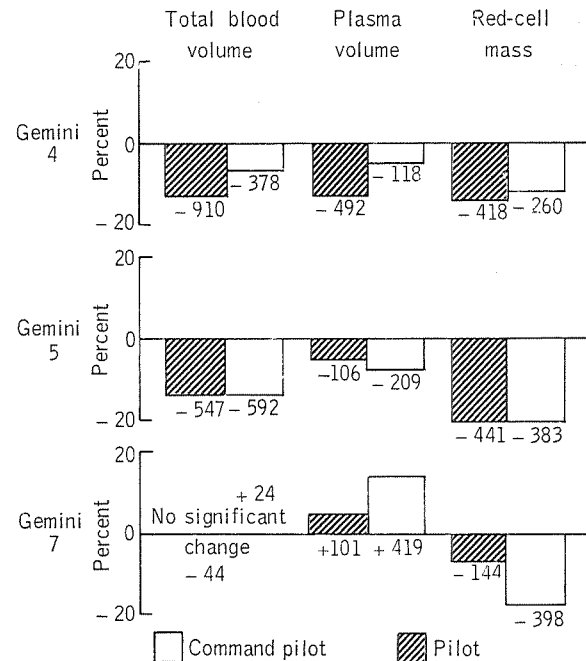 Total blood volume
Plasma volume
Red-cell mass
Gemini 4
Percent
20
0
- 20
- 910
- 378
- 492
- 118
- 418
- 260
Gemini 5
Percent
20
0
- 20
- 547
- 592
-106
- 209
- 441
- 383
Gemini 7
Percent
20
0
- 20
+ 24
No significant
change
- 44
+101
+ 419
- 144
- 398
Command pilot
Pilot